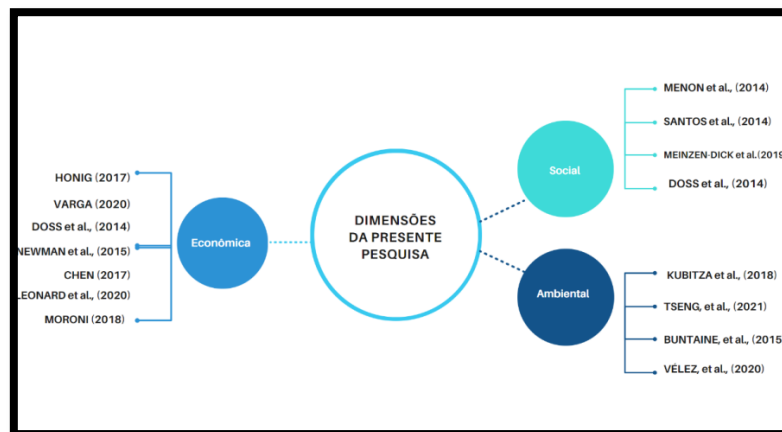 HONIG (2017)
VARGA (2020)
DOSS et al., (2014)
NEWMAN et al., (2015)
CHEN (2017)
LEONARD et al., (2020)
MORONI (2018)
Econômica
DIMENSÕES
DA PRESENTE
PESQUISA
Social
MENON et al., (2014)
SANTOS et al., (2014)
MEINZEN-DICK et al.(2019
DOSS et al., (2014)
Ambiental
KUBITZA et al., (2018)
TSENG, et al., (2021)
BUNTAINE, et al., (2015)
VÉLEZ, et al., (2020)